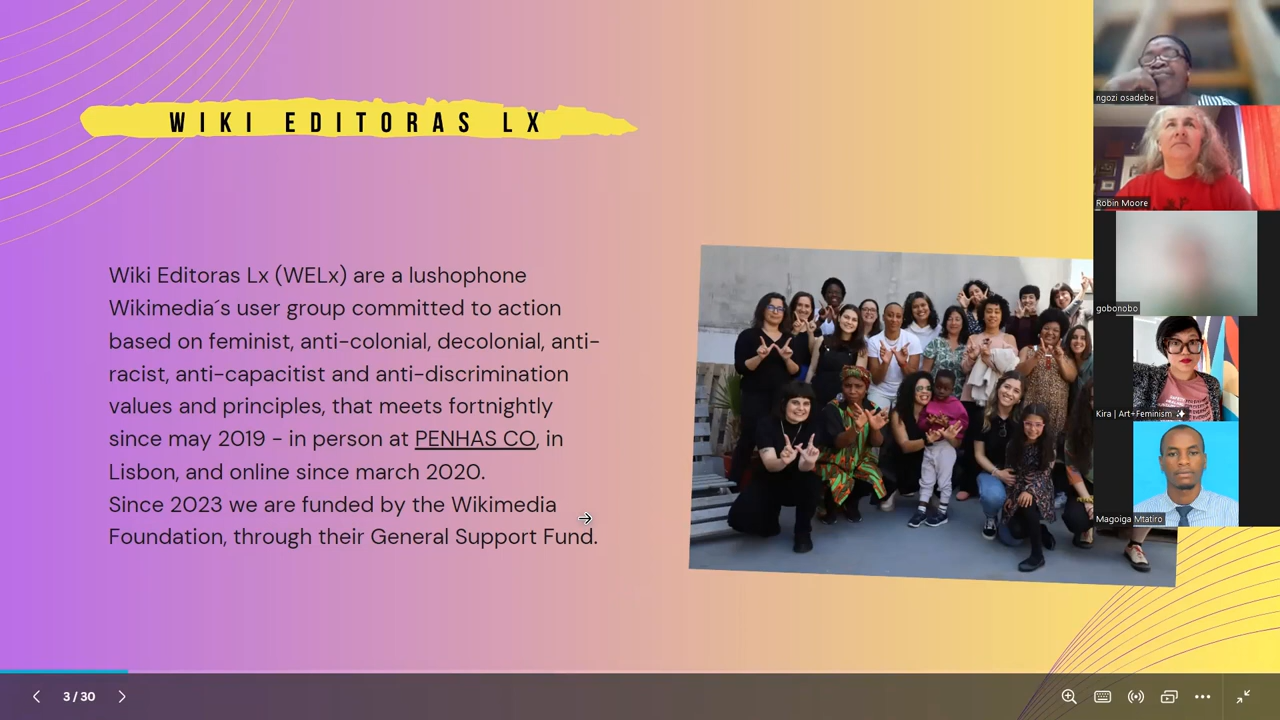 WIKI EDITORAS LX
Wiki Editoras Lx (WELx) are a lushophone
Wikimedia´s user group committed to action
based on feminist, anti-colonial, decolonial, anti-
racist, anti-capacitist and anti-discrimination
values and principles, that meets fortnightly
since may 2019 - in person at PENHAS CO, in
Lisbon, and online since march 2020.
Since 2023 we are funded by the Wikimedia
Foundation, through their General Support Fund.
ngozi osadebe
Robin Moore
gobonobo
Kira | Art+Feminism
Magoiga Mtatiro
3 / 30